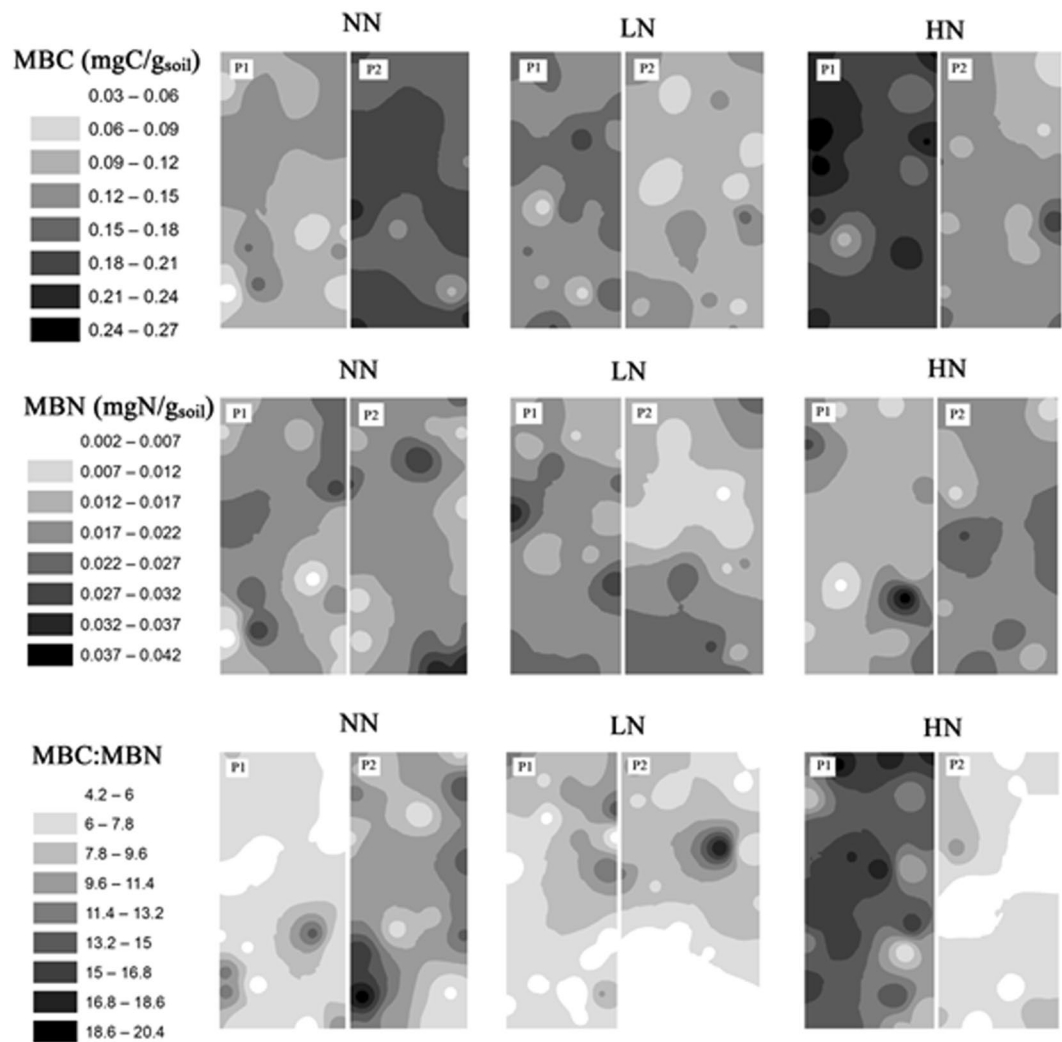 NN LN HN
MBC (mgC/gsoil)
P1 P2 P1 P2 P1 P2
0.03 – 0.06
0.06 – 0.09
0.09 – 0.12
0.12 – 0.15
0.15 – 0.18
0.18 – 0.21
0.21 – 0.24
0.24 – 0.27
NN LN HN
MBN (mgN/gsoil)
P1 P2 P1 P2 P1 P2
0.002 – 0.007
0.007 – 0.012
0.012 – 0.017
0.017 – 0.022
0.022 – 0.027
0.027 – 0.032
0.032 – 0.037
0.037 – 0.042
NN LN HN
MBC:MBN
P1 P2 P1 P2 P1 P2
4.2 – 6
6 – 7.8
7.8 – 9.6
9.6 – 11.4
11.4 – 13.2
13.2 – 15
15 – 16.8
16.8 – 18.6
18.6 – 20.4